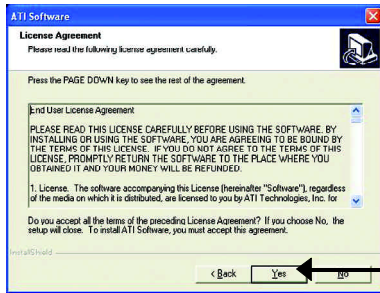 ATI Software
License Agreement
Please read the following license agreement carefully.
Press the PAGE DOWN key to see the rest of the agreement.
End User License Agreement
PLEASE READ THIS LICENSE CAREFULLY BEFORE USING THE SOFTWARE. BY
INSTALLING OR USING THE SOFTWARE, YOU ARE AGREEING TO BE BOUND BY
THE TERMS OF THIS LICENSE. IF YOU DO NOT AGREE TO THE TERMS OF THIS
LICENSE, PROMPTLY RETURN THE SOFTWARE TO THE PLACE WHERE YOU
OBTAINED IT AND YOUR MONEY WILL BE REFUNDED.
1. License. The software accompanying this License (hereinafter "Software"), regardless
of the media on which it is distributed, are licensed to you by ATI Technologies, Inc. for
Do you accept all the terms of the preceding License Agreement? If you choose No, the
setup will close. To install ATI Software, you must accept this agreement.
InstallShield
< Back Yes No